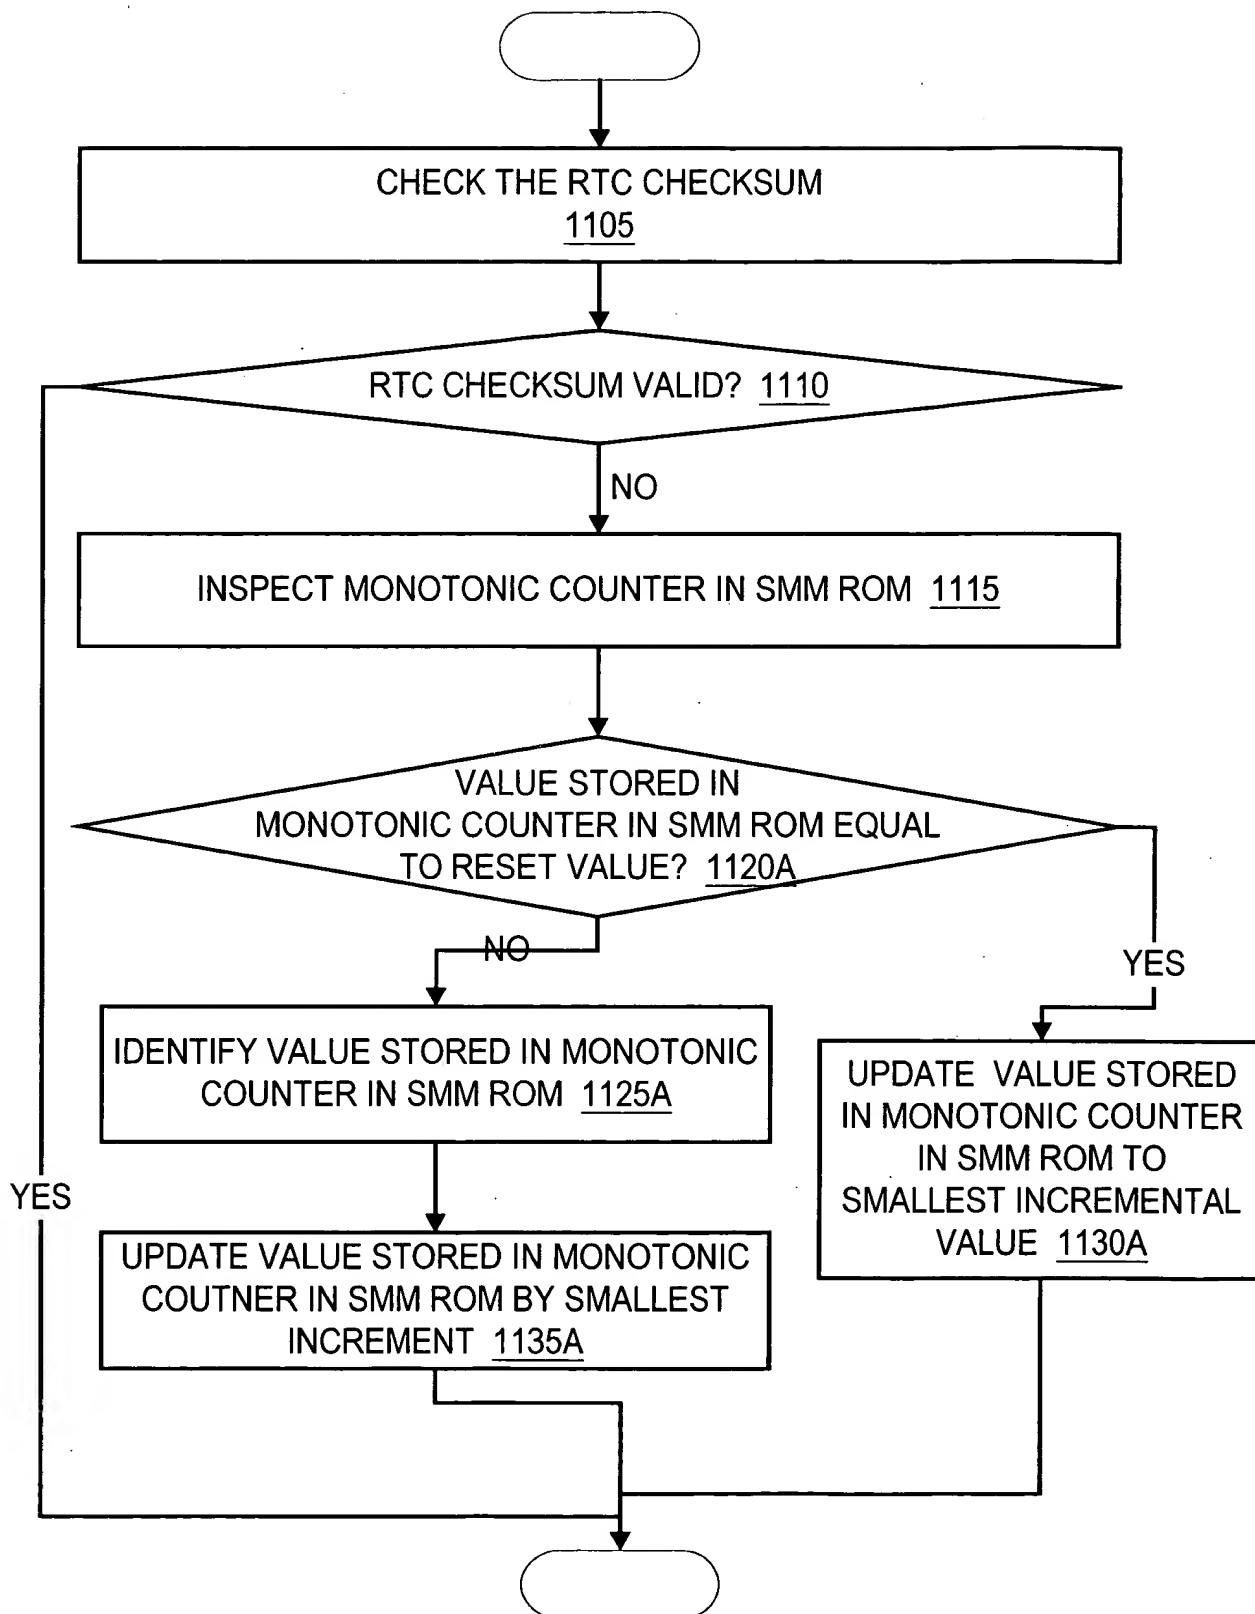 CHECK THE RTC CHECKSUM
1105
RTC CHECKSUM VALID? 1110
NO
INSPECT MONOTONIC COUNTER IN SMM ROM 1115
VALUE STORED IN
MONOTONIC COUNTER IN SMM ROM EQUAL
TO RESET VALUE? 1120A
NO
YES
IDENTIFY VALUE STORED IN MONOTONIC
COUNTER IN SMM ROM 1125A
UPDATE VALUE STORED
IN MONOTONIC COUNTER
IN SMM ROM TO
SMALLEST INCREMENTAL
VALUE 1130A
YES
UPDATE VALUE STORED IN MONOTONIC
COUTNER IN SMM ROM BY SMALLEST
INCREMENT 1135A